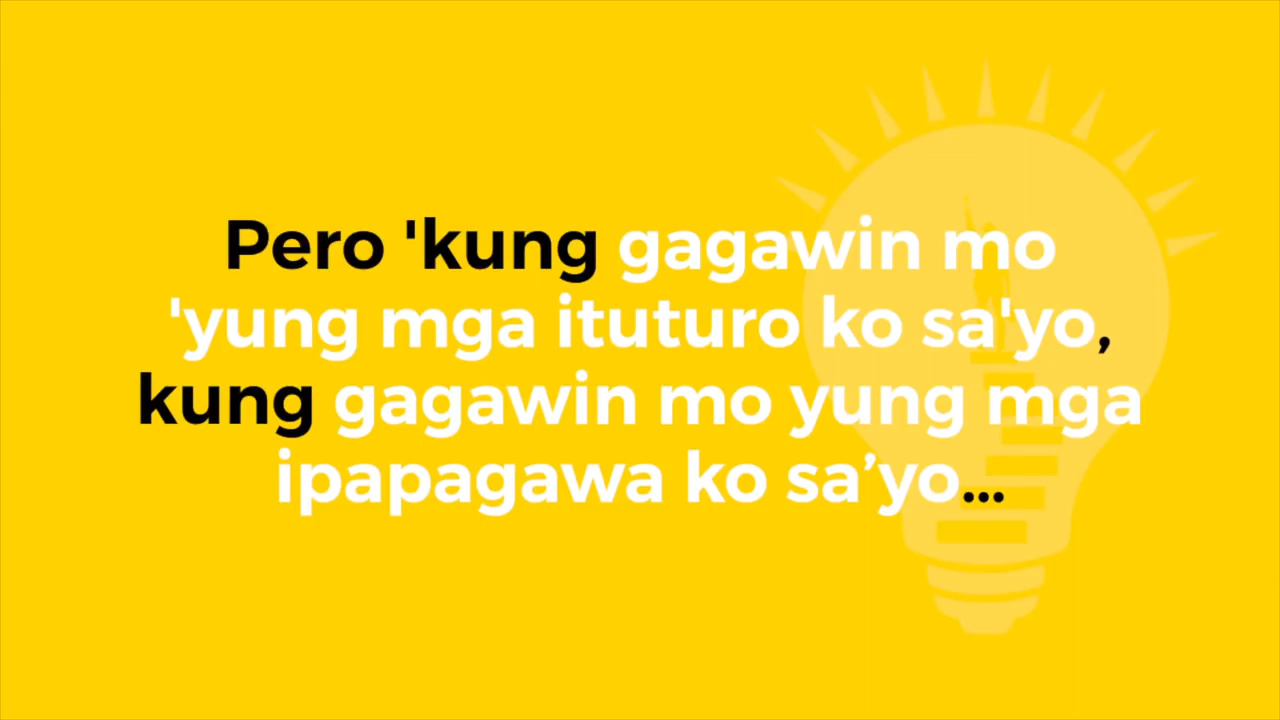 Pero 'kung gagawin mo
'yung mga ituturo ko sa'yo,
kung gagawin mo yung mga
ipapagawa ko sa’yo...